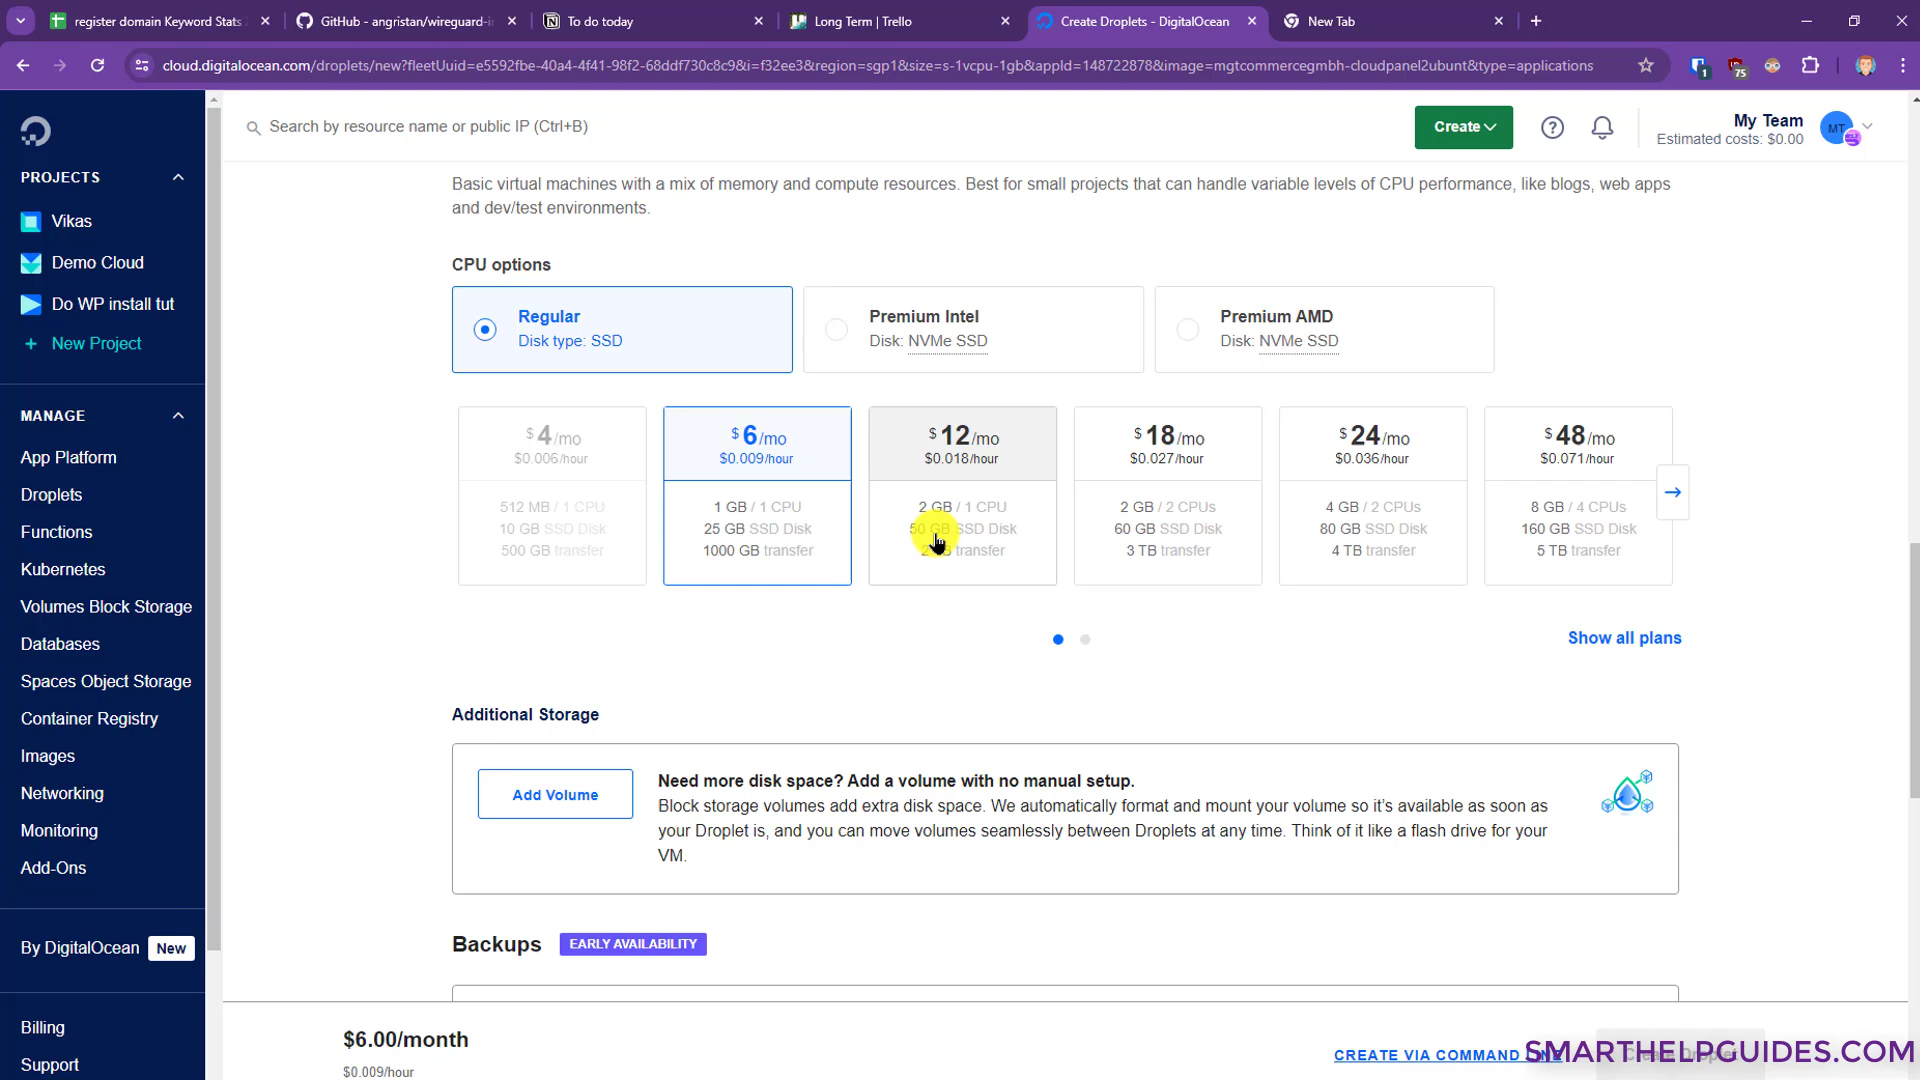 register domain Keyword Stats
GitHub - angristan/wireguard-i
To do today
Long Term | Trello
Create Droplets - DigitalOcean
New Tab
cloud.digitalocean.com/droplets/new?fleetUuid=e5592fbe-40a4-4f41-98f2-68ddf730c8c9&i=f32ee3&region=sgp1&size=s-1vcpu-1gb&appId=148722878&image=mgtcommercegmbh-cloudpanel2ubunt&type=applications
1
75
Search by resource name or public IP (Ctrl+B)
Create
My Team
Estimated costs: $0.00
MT
PROJECTS
Vikas
Demo Cloud
Do WP install tut
+ New Project
MANAGE
App Platform
Droplets
Functions
Kubernetes
Volumes Block Storage
Databases
Spaces Object Storage
Container Registry
Images
Networking
Monitoring
Add-Ons
By DigitalOcean New
Billing
Support
Basic virtual machines with a mix of memory and compute resources. Best for small projects that can handle variable levels of CPU performance, like blogs, web apps
and dev/test environments.
CPU options
Regular
Disk type: SSD
Premium Intel
Disk: NVMe SSD
Premium AMD
Disk: NVMe SSD
$4/mo
$0.006/hour
512 MB / 1 CPU
10 GB SSD Disk
500 GB transfer
$6/mo
$0.009/hour
1 GB / 1 CPU
25 GB SSD Disk
1000 GB transfer
$12/mo
$0.018/hour
2 GB / 1 CPU
50 GB SSD Disk
2 TB transfer
$18/mo
$0.027/hour
2 GB / 2 CPUs
60 GB SSD Disk
3 TB transfer
$24/mo
$0.036/hour
4 GB / 2 CPUs
80 GB SSD Disk
4 TB transfer
$48/mo
$0.071/hour
8 GB / 4 CPUs
160 GB SSD Disk
5 TB transfer
Show all plans
Additional Storage
Add Volume
Need more disk space? Add a volume with no manual setup.
Block storage volumes add extra disk space. We automatically format and mount your volume so it's available as soon as
your Droplet is, and you can move volumes seamlessly between Droplets at any time. Think of it like a flash drive for your
VM.
Backups EARLY AVAILABILITY
$6.00/month
$0.009/hour
CREATE VIA COMMAND LINE
SMARTHELPGUIDES.COM